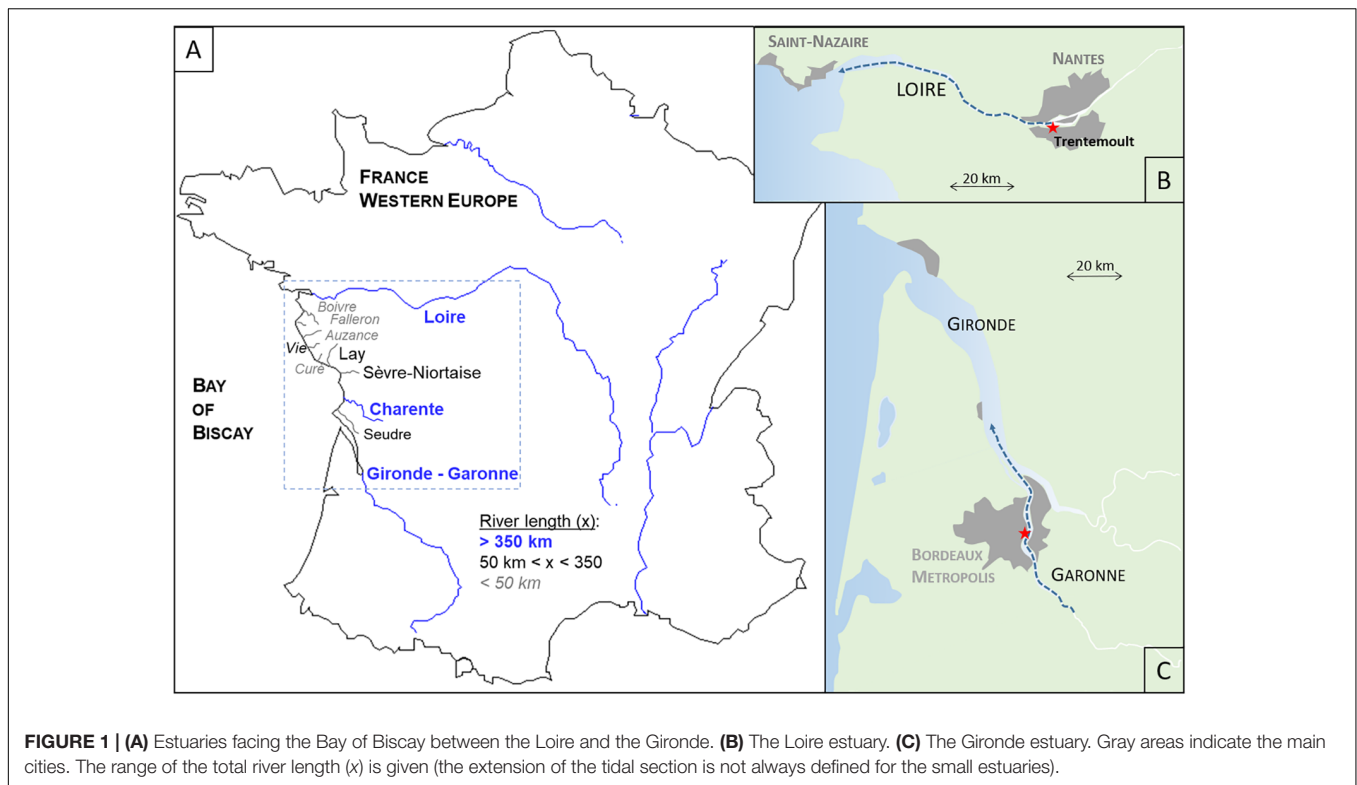 A
FRANCE
WESTERN EUROPE
BAY
OF
BISCAY
Boivre
Falleron
Auzance
Vie
Lay
Cure
Sèvre-Niortaise
Loire
Charente
Seudre
Gironde - Garonne
River length (x):
> 350 km
50 km < x < 350
< 50 km
SAINT-NAZAIRE
NANTES
LOIRE
Trentemoult
20 km
B
20 km
GIRONDE
BORDEAUX
METROPOLIS
GARONNE
C
FIGURE 1 | (A) Estuaries facing the Bay of Biscay between the Loire and the Gironde. (B) The Loire estuary. (C) The Gironde estuary. Gray areas indicate the main
cities. The range of the total river length (x) is given (the extension of the tidal section is not always defined for the small estuaries).